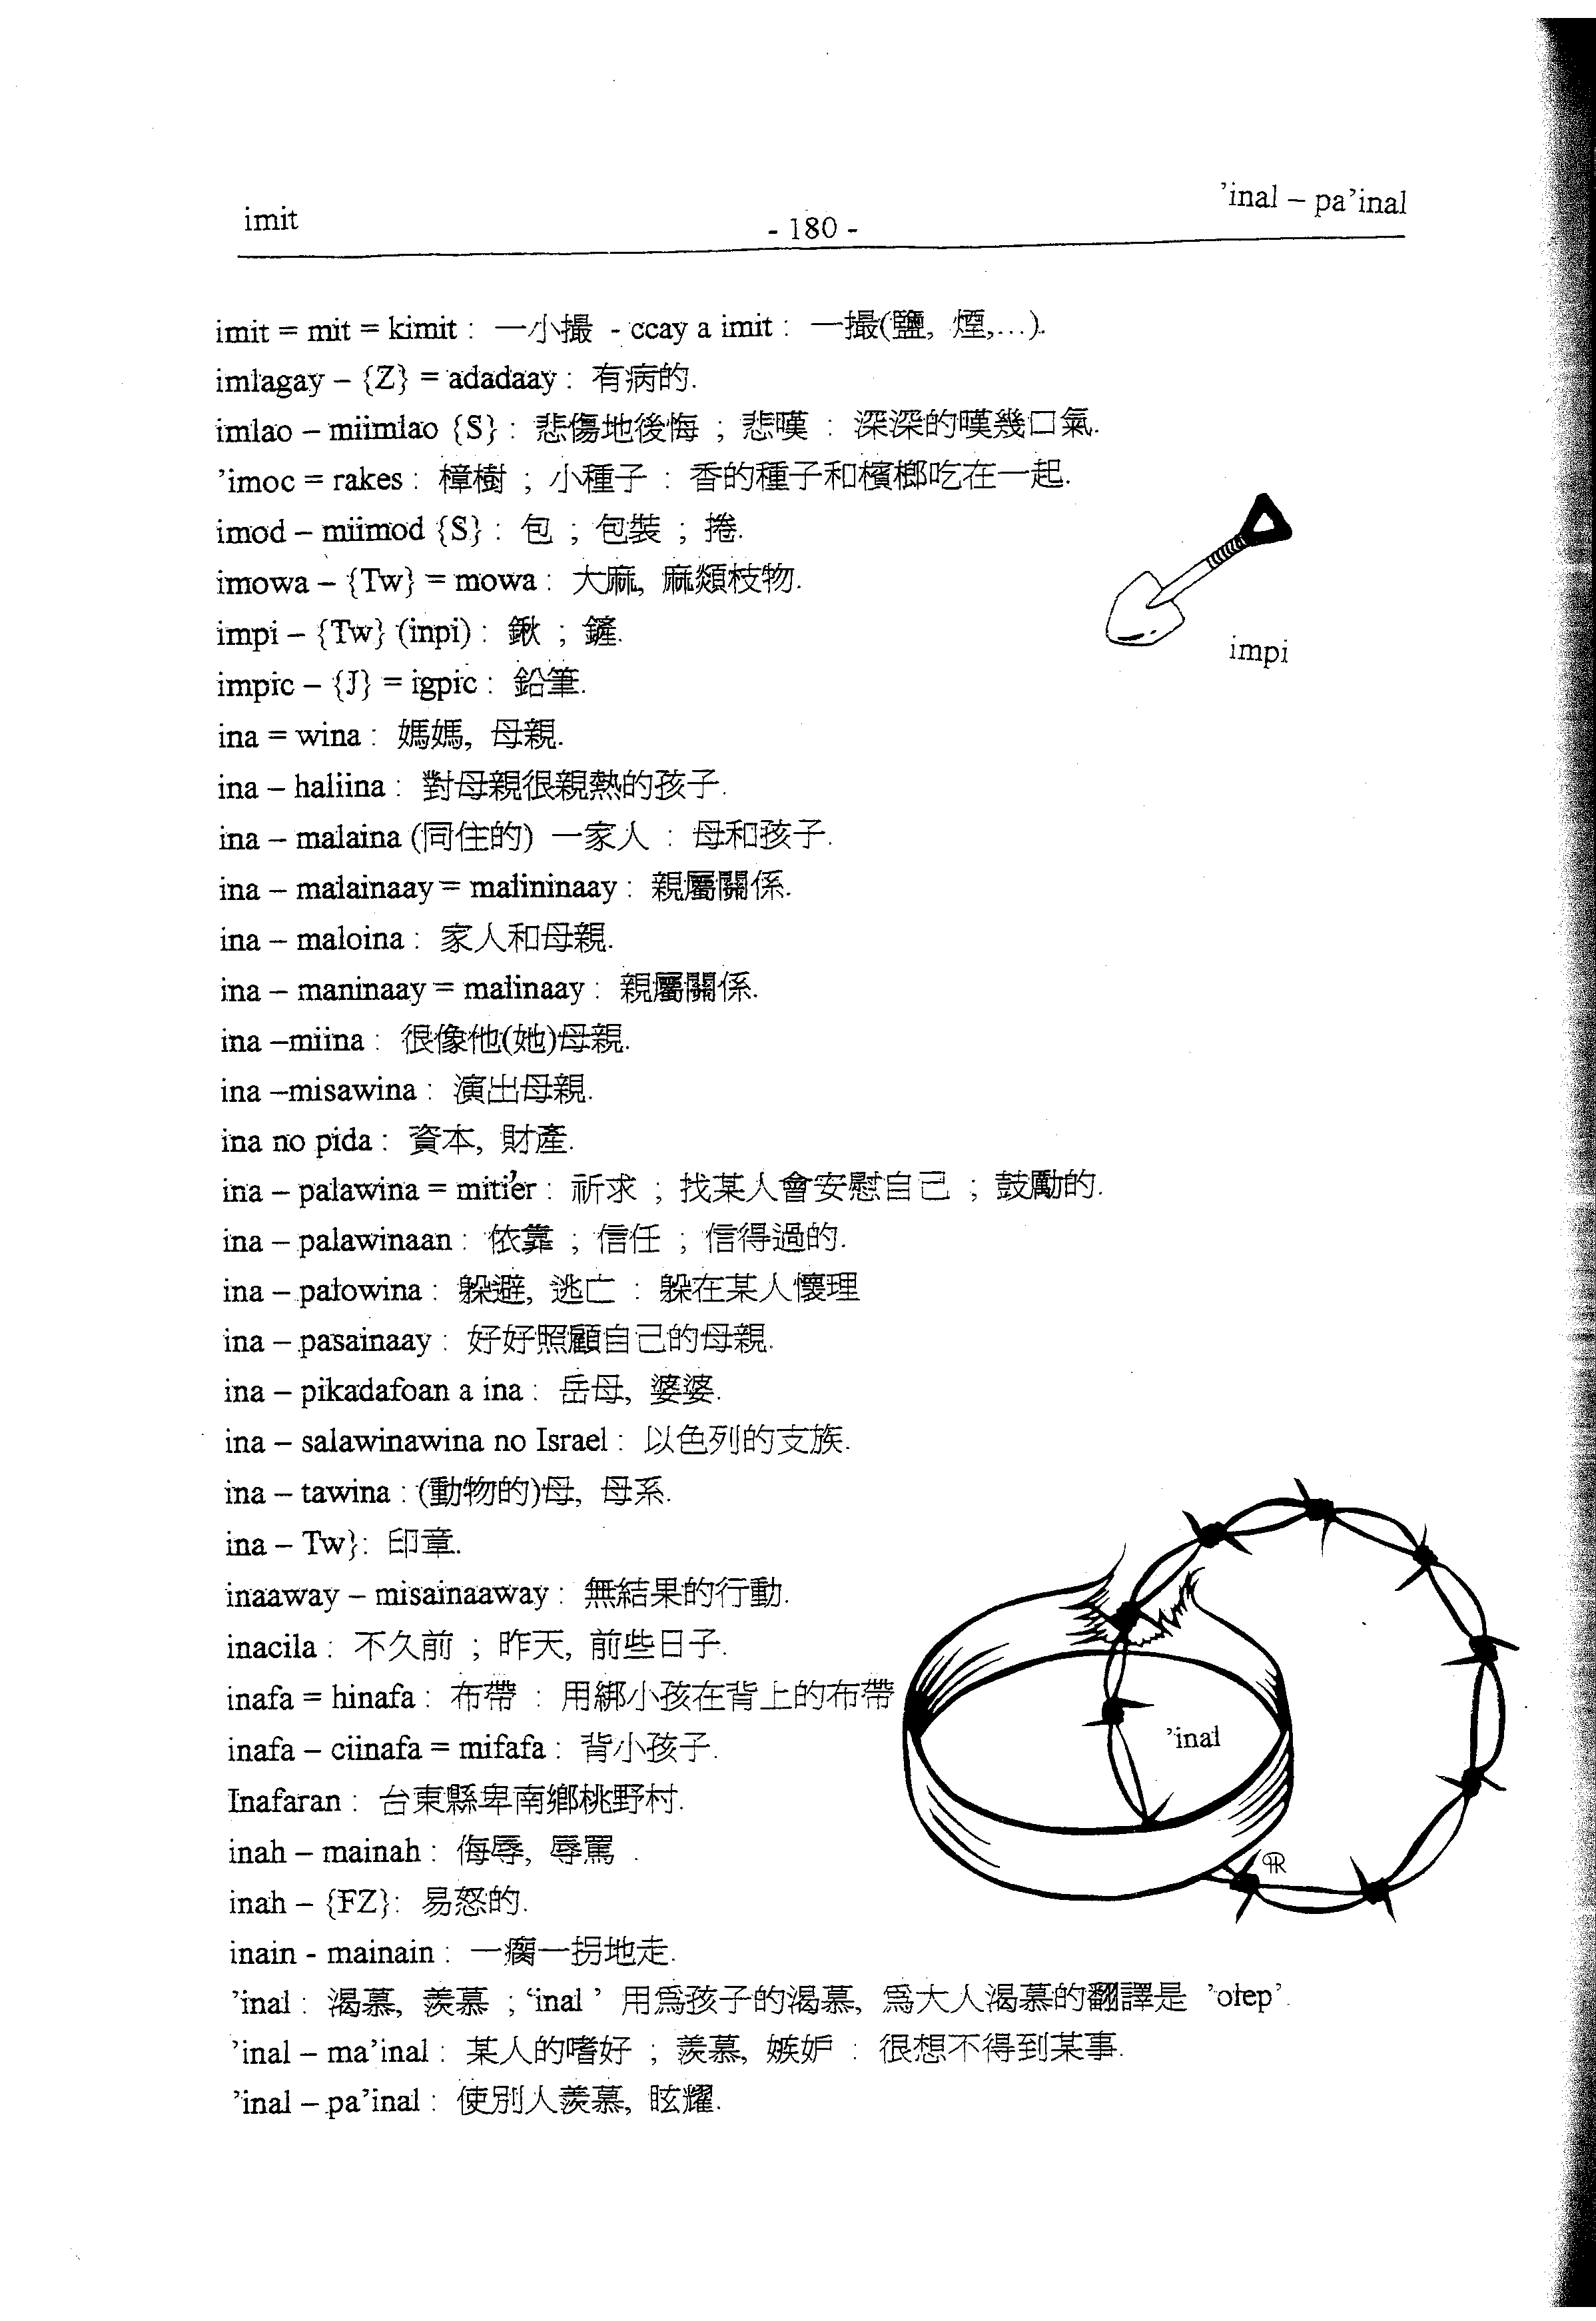 imit
- 180 -
’inal – pa’inal
imit = mit = kimit : 一小撮 - ccay a imit : 一撮(鹽, 煙,...).
imlagay – {Z} = adadaay : 有病的.
imlao – miimlao {S} : 悲傷地後悔 ; 悲嘆 : 深深的嘆幾口氣.
’imoc = rakes : 樟樹 ; 小種子 : 香的種子和檳榔吃在一起.
imod – miimod {S} : 包 ; 包裝 ; 捲.
imowa – {Tw} = mowa : 大麻, 麻類枝物.
impi – {Tw} (inpi) : 鍬 ; 鏟.
impi
impic – {J} = igpic : 鉛筆.
ina = wina : 媽媽, 母親.
ina – haliina : 對母親很親熱的孩子.
ina – malaina (同住的) 一家人 : 母和孩子.
ina – malainaay = malininaay : 親屬關係.
ina – maloina : 家人和母親.
ina – maninaay = malinaay : 親屬關係.
ina –miina : 很像他(她)母親.
ina –misawina : 演出母親.
ina no pida : 資本, 財產.
ina – palawina = miti’er : 祈求 ; 找某人會安慰自己 ; 鼓勵的.
ina – palawinaan : 依靠 ; 信任 ; 信得過的.
ina – patowina : 躲避, 逃亡 : 躲在某人懷理
ina – pasainaay : 好好照顧自己的母親.
ina – pikadafoan a ina : 岳母, 婆婆.
ina – salawinawina no Israel : 以色列的支族.
ina – tawina : (動物的)母, 母系.
ina – Tw}: 印章.
inaaway – misainaaway : 無結果的行動.
inacila : 不久前 ; 昨天, 前些日子.
inafa = hinafa : 布帶 : 用綁小孩在背上的布帶
inafa – ciinafa = mifafa : 背小孩子.
’inal
Inafaran : 台東縣卑南鄉桃野村.
inah – mainah : 侮辱, 辱罵 .
inah – {FZ}: 易怒的.
inain - mainain : 一瘸一拐地走.
’inal : 渴慕, 羨慕 ; ‘inal ’ 用爲孩子的渴慕, 爲大人渴慕的翻譯是 ’otep’.
’inal – ma’inal : 某人的嗜好 ; 羨慕, 嫉妒 : 很想不得到某事.
’inal – pa’inal : 使別人羨慕, 眩耀.